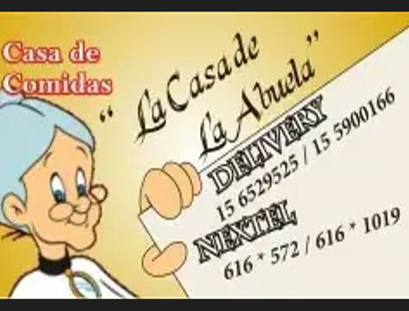 Casa de
Comidas
“ La Casa de
La Abuela”
DELIVERY
15 6529525 / 15 5900166
NEXTEL
616 * 572 / 616 * 1019